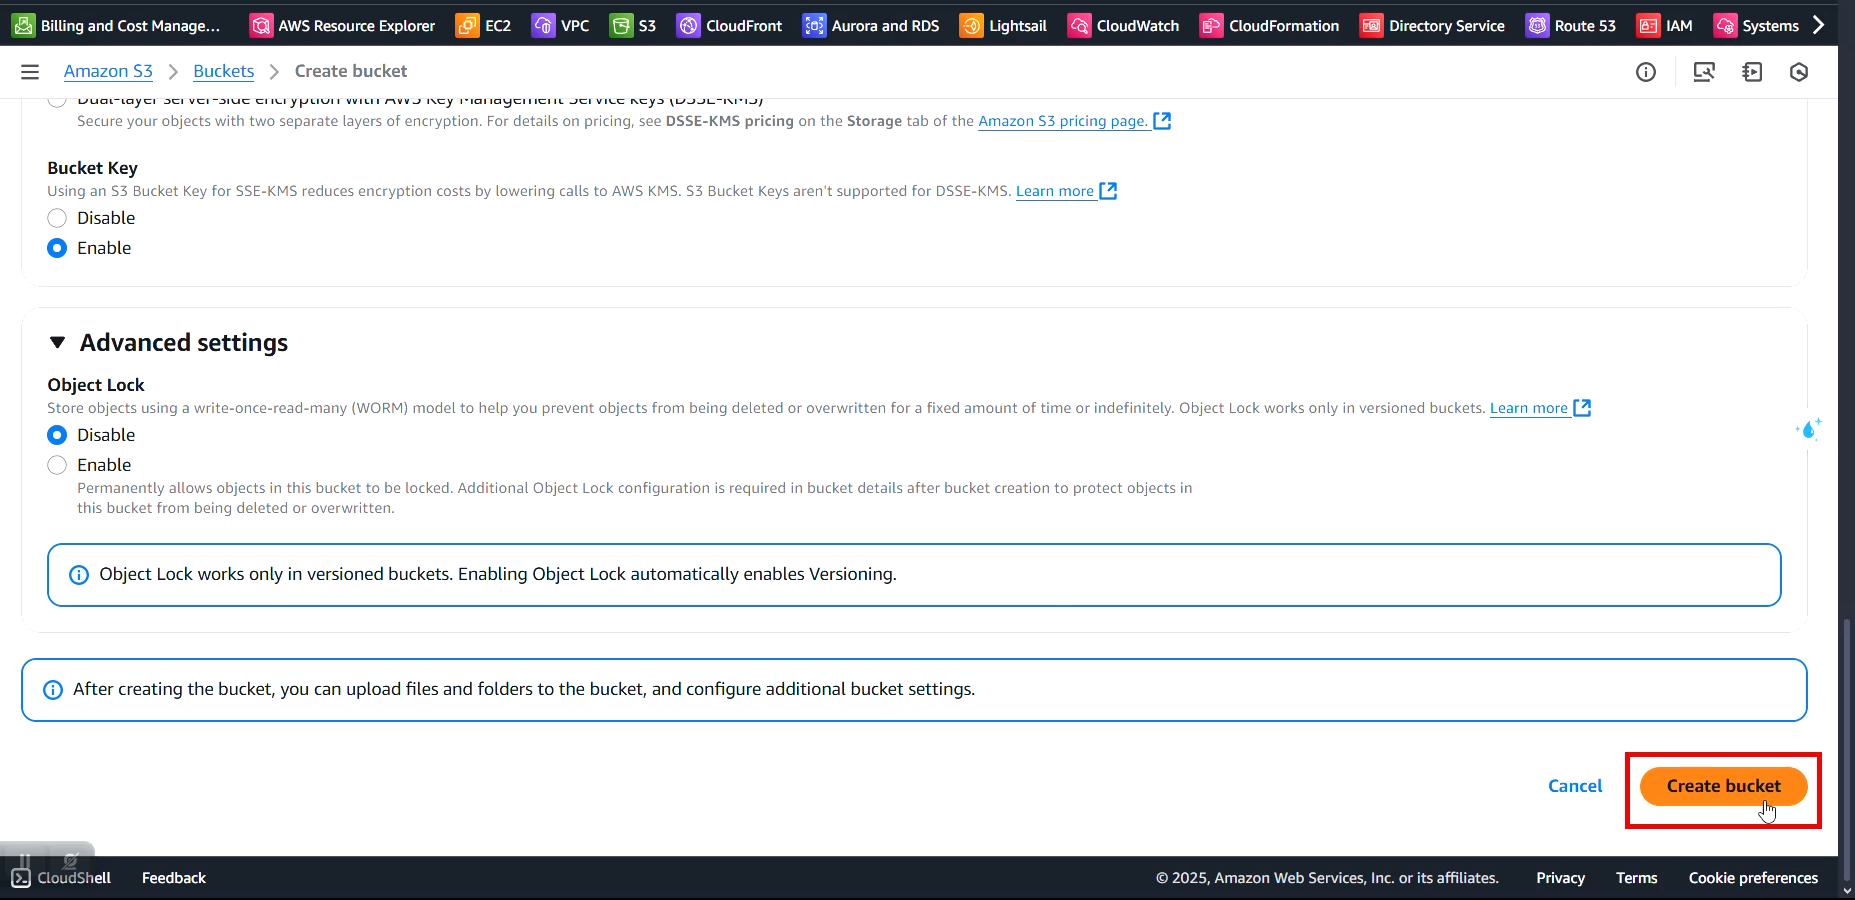 Billing and Cost Manage... AWS Resource Explorer EC2 VPC S3 CloudFront Aurora and RDS Lightsail CloudWatch CloudFormation Directory Service Route 53 IAM Systems
Amazon S3 > Buckets > Create bucket
Dual-layer server-side encryption with AWS Key Management Service keys (DSSE-KMS)
Secure your objects with two separate layers of encryption. For details on pricing, see DSSE-KMS pricing on the Storage tab of the Amazon S3 pricing page.
Bucket Key
Using an S3 Bucket Key for SSE-KMS reduces encryption costs by lowering calls to AWS KMS. S3 Bucket Keys aren't supported for DSSE-KMS. Learn more
Disable
Enable
Advanced settings
Object Lock
Store objects using a write-once-read-many (WORM) model to help you prevent objects from being deleted or overwritten for a fixed amount of time or indefinitely. Object Lock works only in versioned buckets. Learn more
Disable
Enable
Permanently allows objects in this bucket to be locked. Additional Object Lock configuration is required in bucket details after bucket creation to protect objects in
this bucket from being deleted or overwritten.
Object Lock works only in versioned buckets. Enabling Object Lock automatically enables Versioning.
After creating the bucket, you can upload files and folders to the bucket, and configure additional bucket settings.
Cancel Create bucket
CloudShell Feedback © 2025, Amazon Web Services, Inc. or its affiliates. Privacy Terms Cookie preferences